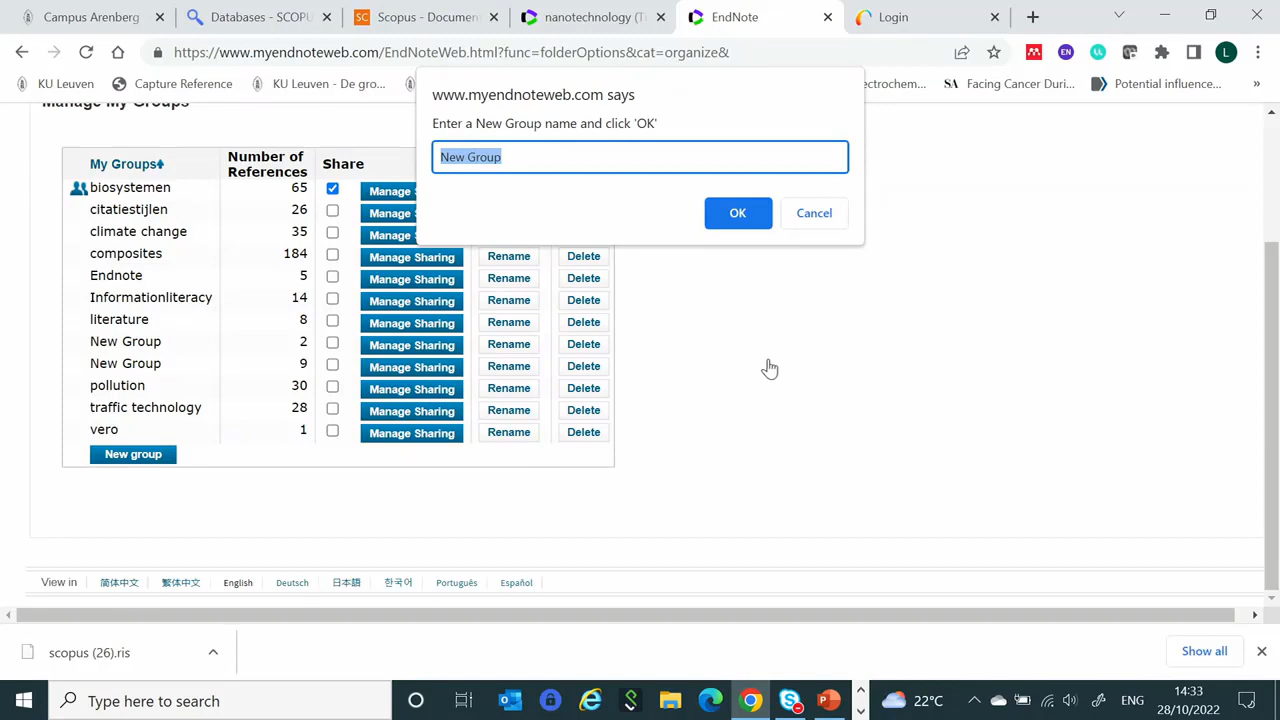 Campus Arenberg
Databases - SCOPU
Scopus - Documen
nanotechnology (T
EndNote
Login
https://www.myendnoteweb.com/EndNoteWeb.html?func=folderOptions&cat=organize&
EN
L
KU Leuven
Capture Reference
KU Leuven - De gro...
lectrochem...
SA Facing Cancer Durin...
Potential influence...
»
Manage My Groups
www.myendnoteweb.com says
Enter a New Group name and click 'OK'
New Group
OK
Cancel
My Groups
Number of References
Share
biosystemen 65 Manage S
citatiestijlen 26 Manage S
climate change 35 Manage S
composites 184 Manage Sharing Rename Delete
Endnote 5 Manage Sharing Rename Delete
Informationliteracy 14 Manage Sharing Rename Delete
literature 8 Manage Sharing Rename Delete
New Group 2 Manage Sharing Rename Delete
New Group 9 Manage Sharing Rename Delete
pollution 30 Manage Sharing Rename Delete
traffic technology 28 Manage Sharing Rename Delete
vero 1 Manage Sharing Rename Delete
New group
View in 简体中文 繁体中文 English Deutsch 日本語 한국어 Português Español
scopus (26).ris
Show all
Type here to search
22°C
ENG
14:33
28/10/2022